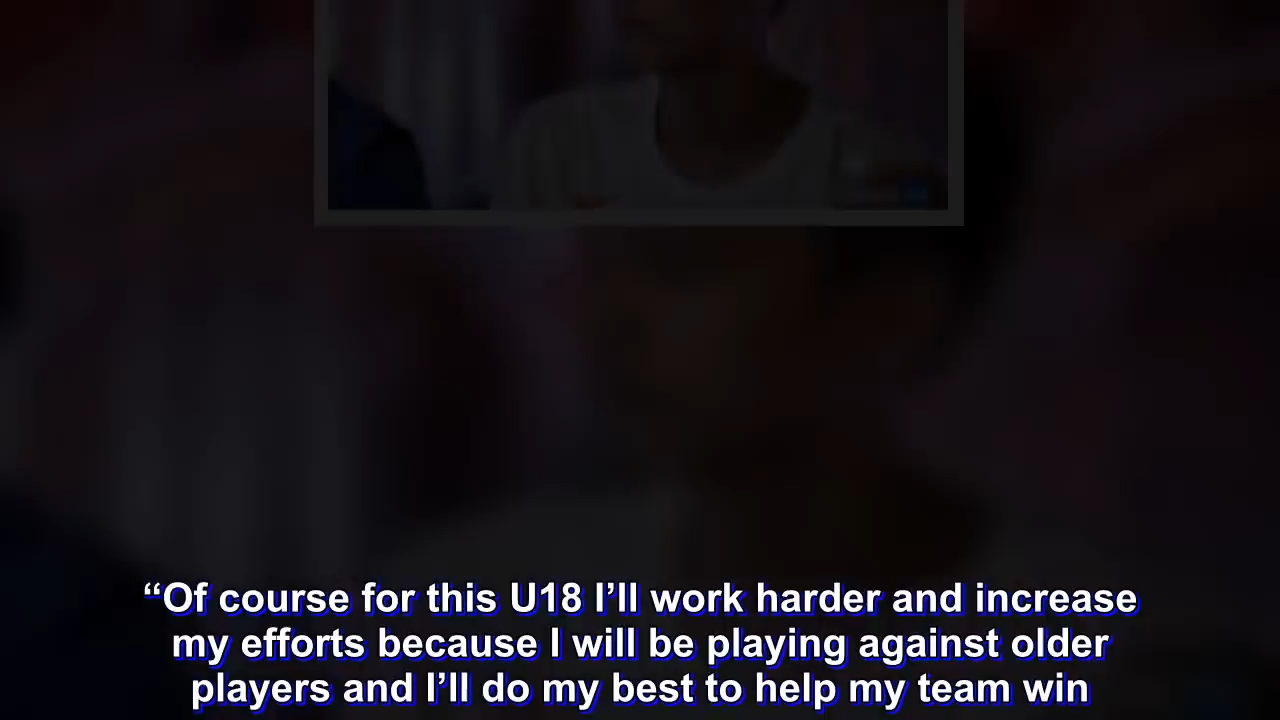 “Of course for this U18 I’ll work harder and increase
my efforts because I will be playing against older
players and I’ll do my best to help my team win